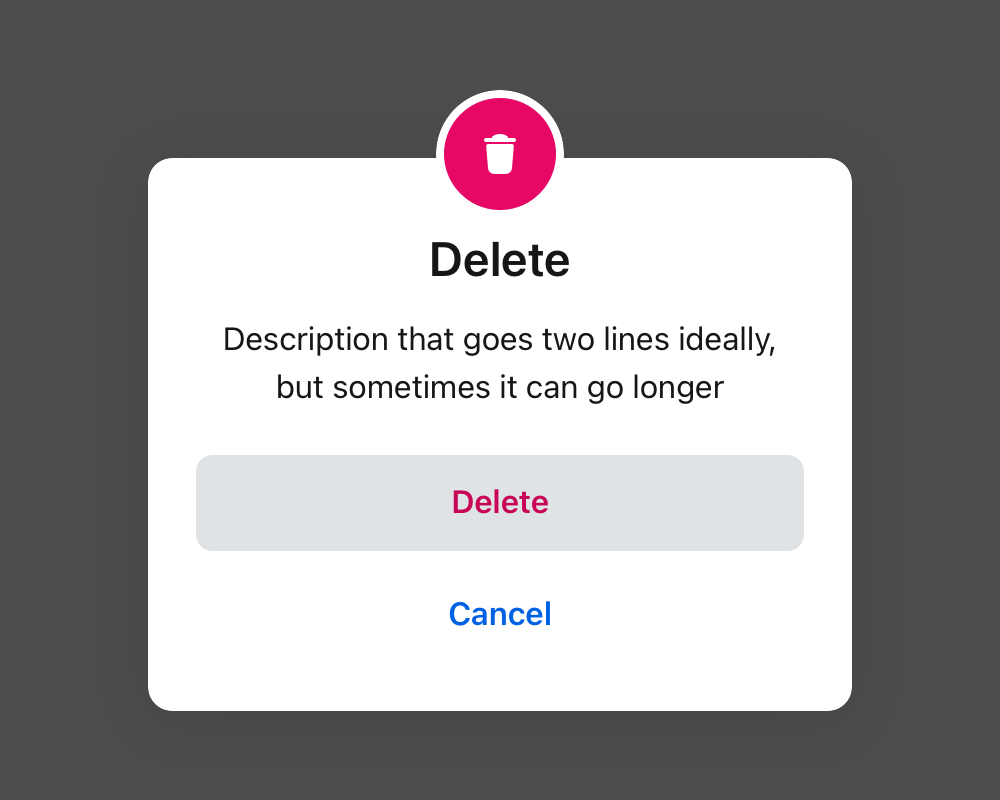 Delete
Description that goes two lines ideally,
but sometimes it can go longer
Delete
Cancel